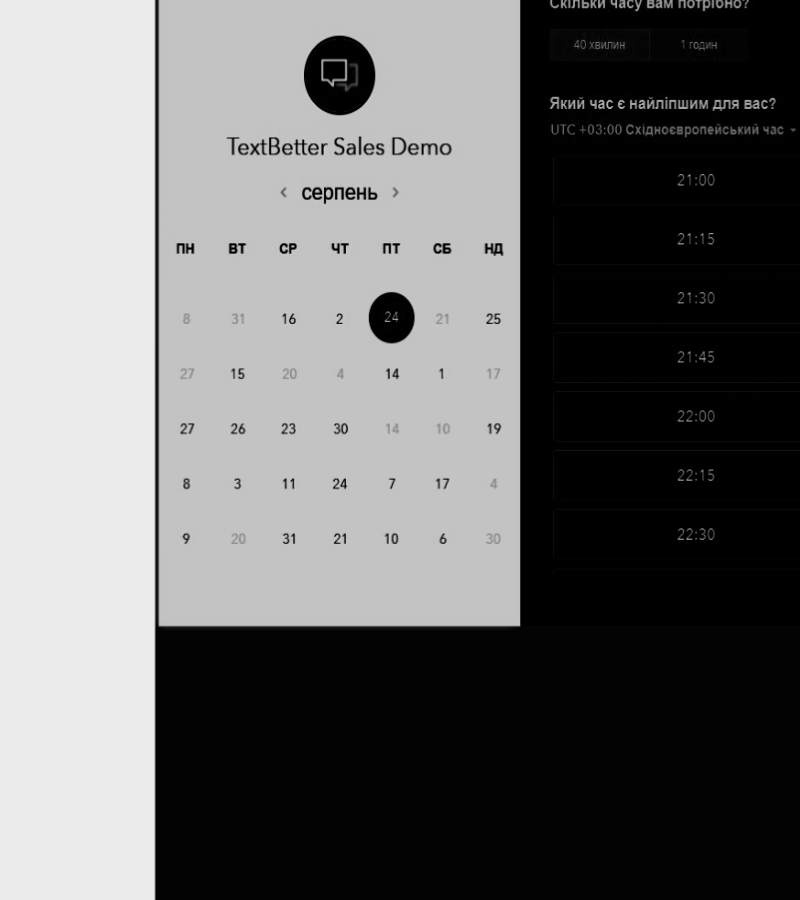 TextBetter Sales Demo
‹ серпень ›
ПН ВТ СР ЧТ ПТ СБ НД
8 31 16 2 24 21 25
27 15 20 4 14 1 17
27 26 23 30 14 10 19
8 3 11 24 7 17 4
9 20 31 21 10 6 30
Скільки часу вам потрібно?
40 хвилин 1 годин
Який час є найліпшим для вас?
UTC +03:00 Східноєвропейський час
21:00
21:15
21:30
21:45
22:00
22:15
22:30